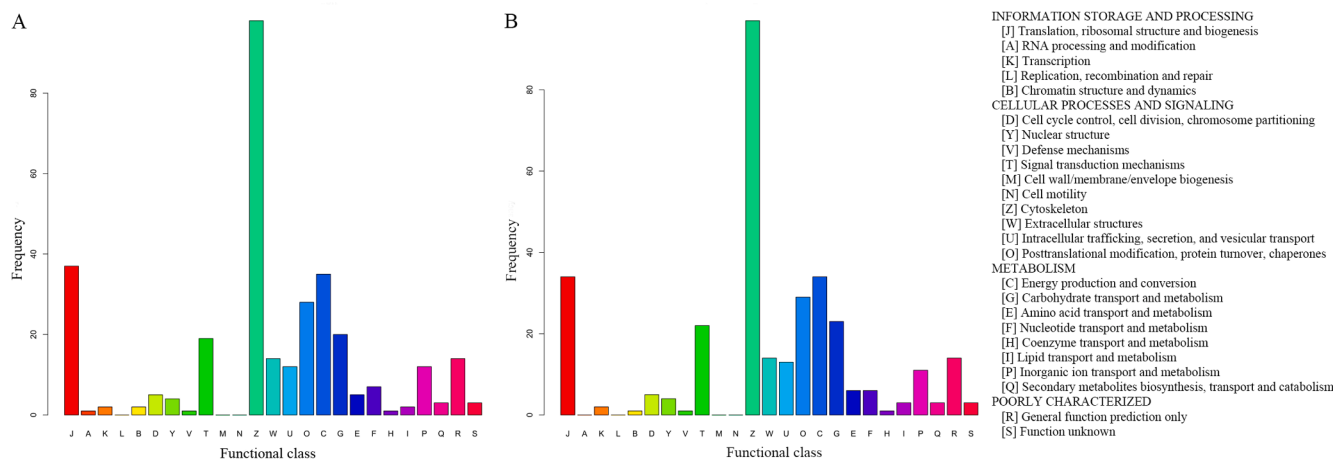 A
Frequency
0 20 40 60 80
J A K L B D Y V T M N Z W U O C G E F H I P Q R S
Functional class
B
Frequency
0 20 40 60 80
J A K L B D Y V T M N Z W U O C G E F H I P Q R S
Functional class
INFORMATION STORAGE AND PROCESSING
[J] Translation, ribosomal structure and biogenesis
[A] RNA processing and modification
[K] Transcription
[L] Replication, recombination and repair
[B] Chromatin structure and dynamics
CELLULAR PROCESSES AND SIGNALING
[D] Cell cycle control, cell division, chromosome partitioning
[Y] Nuclear structure
[V] Defense mechanisms
[T] Signal transduction mechanisms
[M] Cell wall/membrane/envelope biogenesis
[N] Cell motility
[Z] Cytoskeleton
[W] Extracellular structures
[U] Intracellular trafficking, secretion, and vesicular transport
[O] Posttranslational modification, protein turnover, chaperones
METABOLISM
[C] Energy production and conversion
[G] Carbohydrate transport and metabolism
[E] Amino acid transport and metabolism
[F] Nucleotide transport and metabolism
[H] Coenzyme transport and metabolism
[I] Lipid transport and metabolism
[P] Inorganic ion transport and metabolism
[Q] Secondary metabolites biosynthesis, transport and catabolism
POORLY CHARACTERIZED
[R] General function prediction only
[S] Function unknown